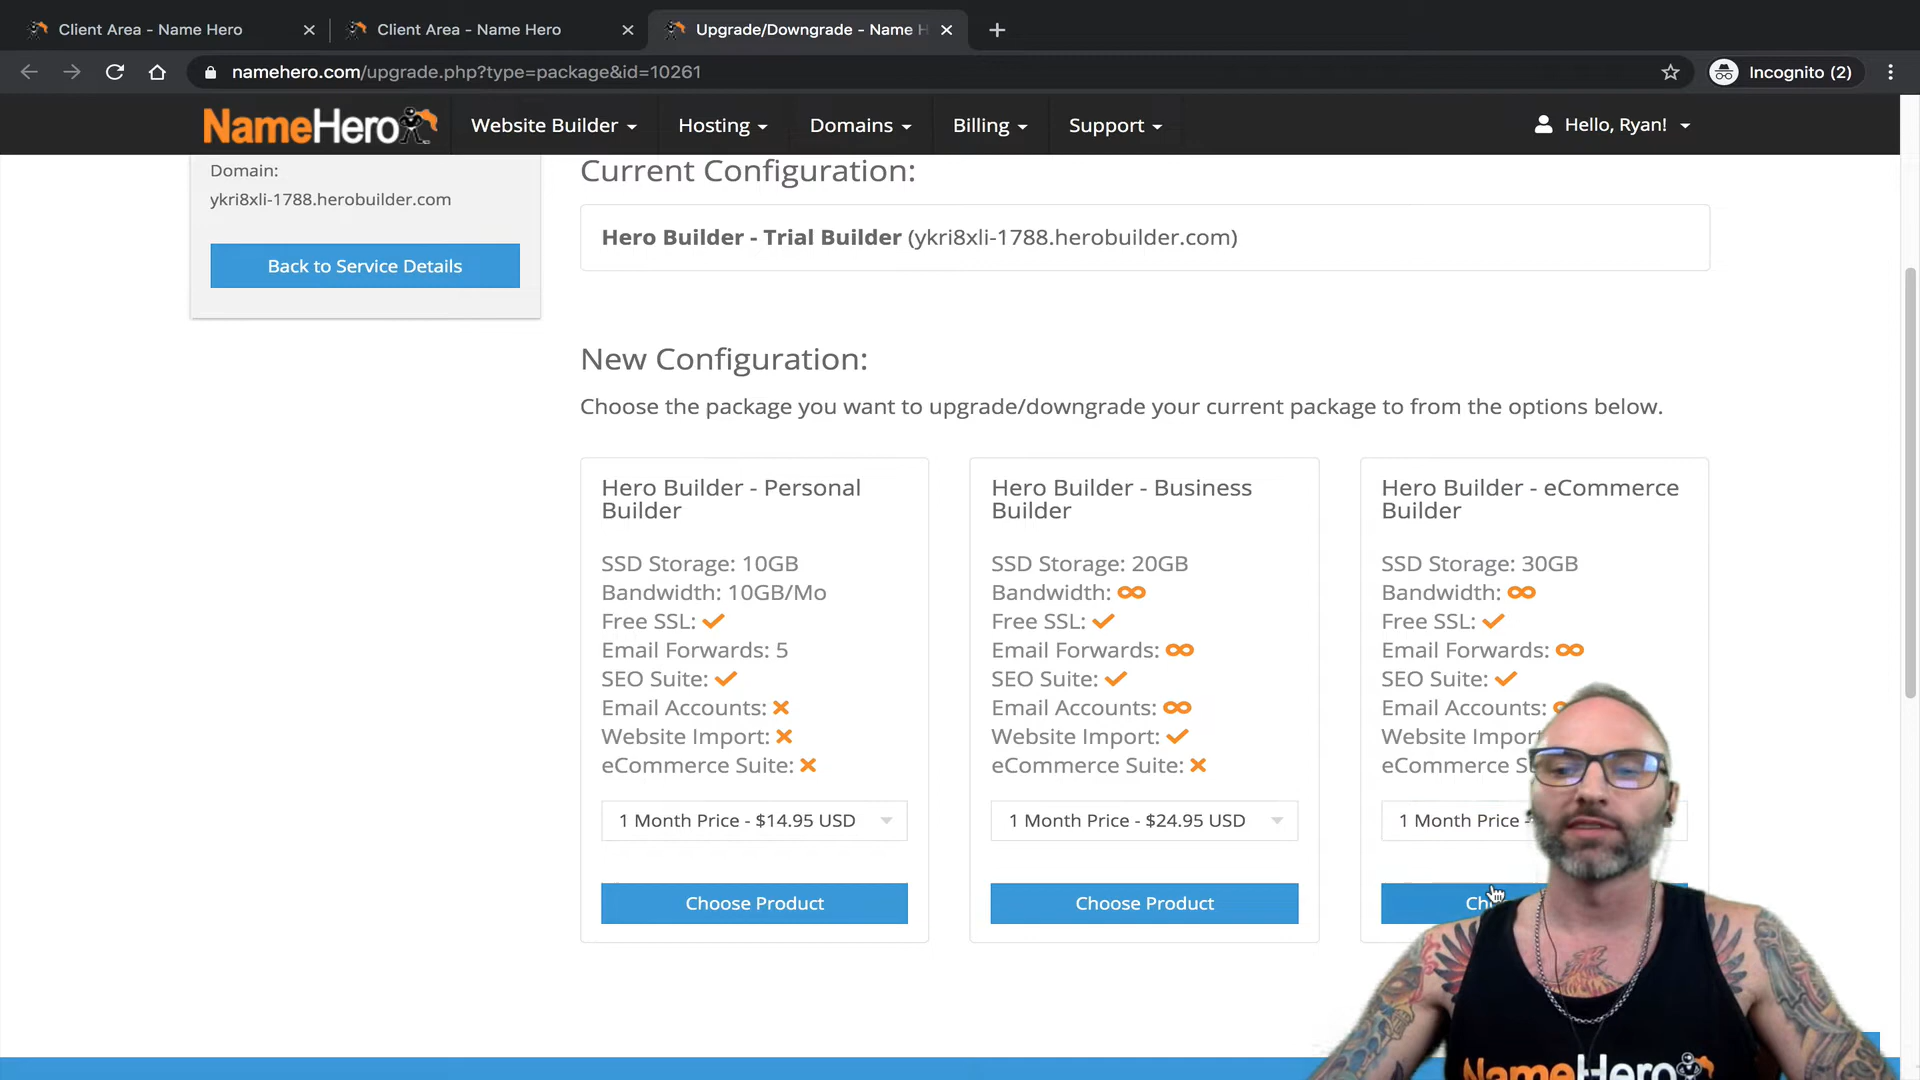 Client Area - Name Hero
Client Area - Name Hero
Upgrade/Downgrade - Name H
namehero.com/upgrade.php?type=package&id=10261
Incognito (2)
NameHero
Website Builder
Hosting
Domains
Billing
Support
Hello, Ryan!
Domain:
ykri8xli-1788.herobuilder.com
Back to Service Details
Current Configuration:
Hero Builder - Trial Builder (ykri8xli-1788.herobuilder.com)
New Configuration:
Choose the package you want to upgrade/downgrade your current package to from the options below.
Hero Builder - Personal
Builder
SSD Storage: 10GB
Bandwidth: 10GB/Mo
Free SSL:
Email Forwards: 5
SEO Suite:
Email Accounts:
Website Import:
eCommerce Suite:
1 Month Price - $14.95 USD
Choose Product
Hero Builder - Business
Builder
SSD Storage: 20GB
Bandwidth:
Free SSL:
Email Forwards:
SEO Suite:
Email Accounts:
Website Import:
eCommerce Suite:
1 Month Price - $24.95 USD
Choose Product
Hero Builder - eCommerce
Builder
SSD Storage: 30GB
Bandwidth:
Free SSL:
Email Forwards:
SEO Suite:
Email Accounts:
Website Import
eCommerce
1 Month Price -
NameHero